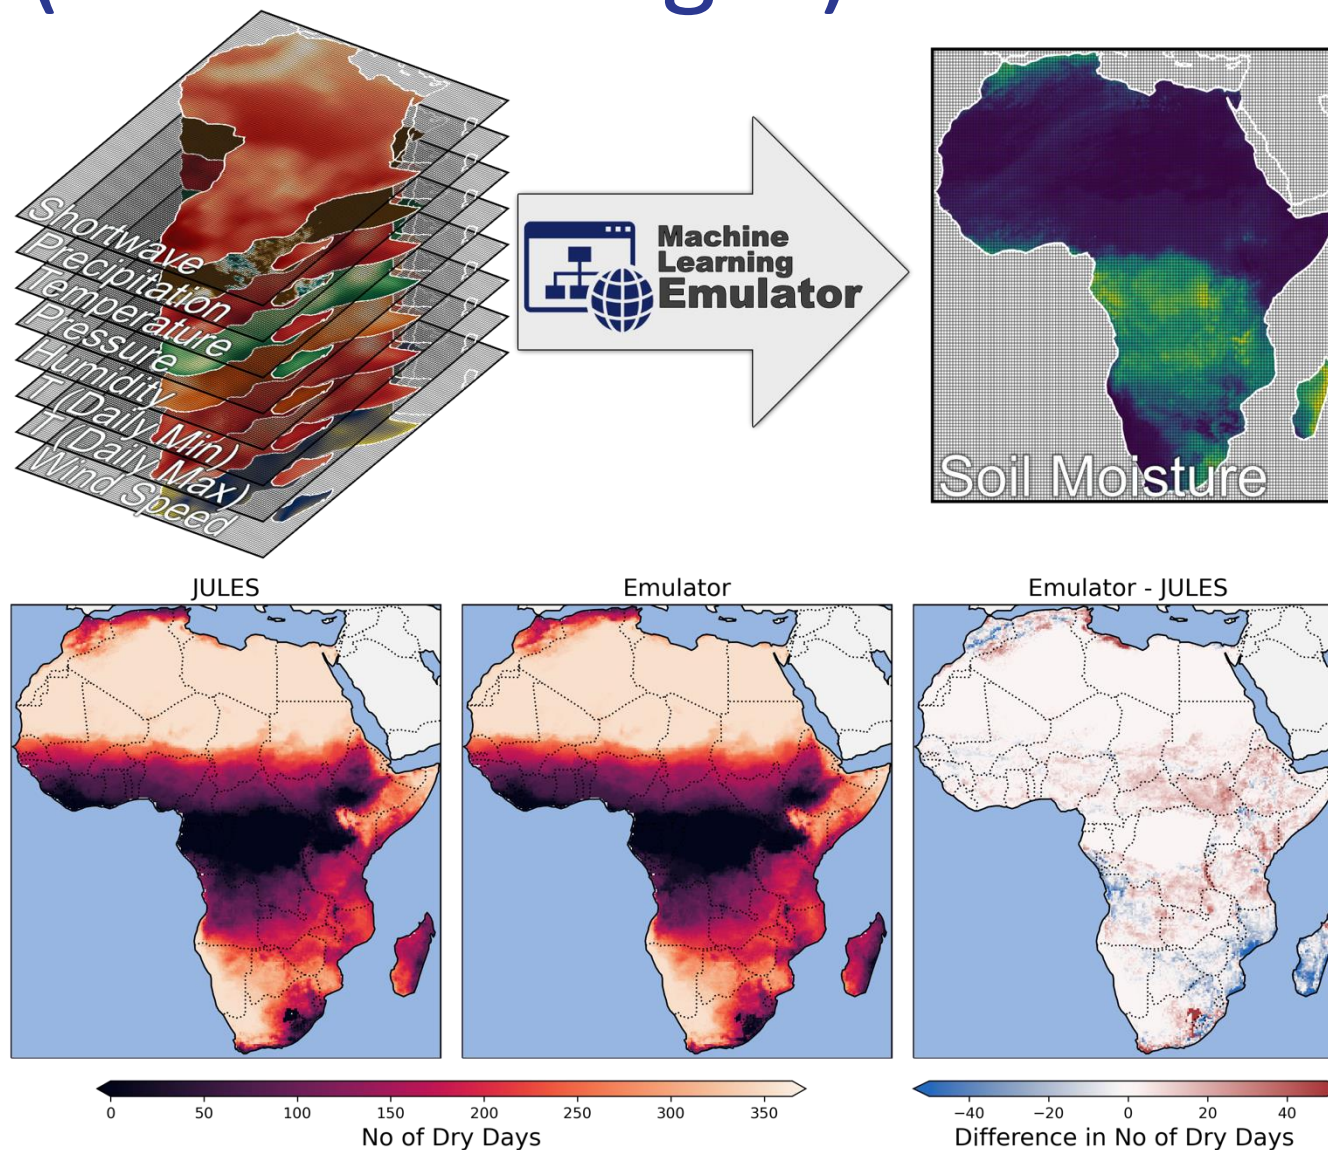 Shortwave
Precipitation
Temperature
Pressure
Humidity
T (Daily Min)
T (Daily Max)
Wind Speed
Machine
Learning
Emulator
Soil Moisture
JULES
Emulator
Emulator - JULES
0 50 100 150 200 250 300 350
No of Dry Days
−40 −20 0 20 40
Difference in No of Dry Days